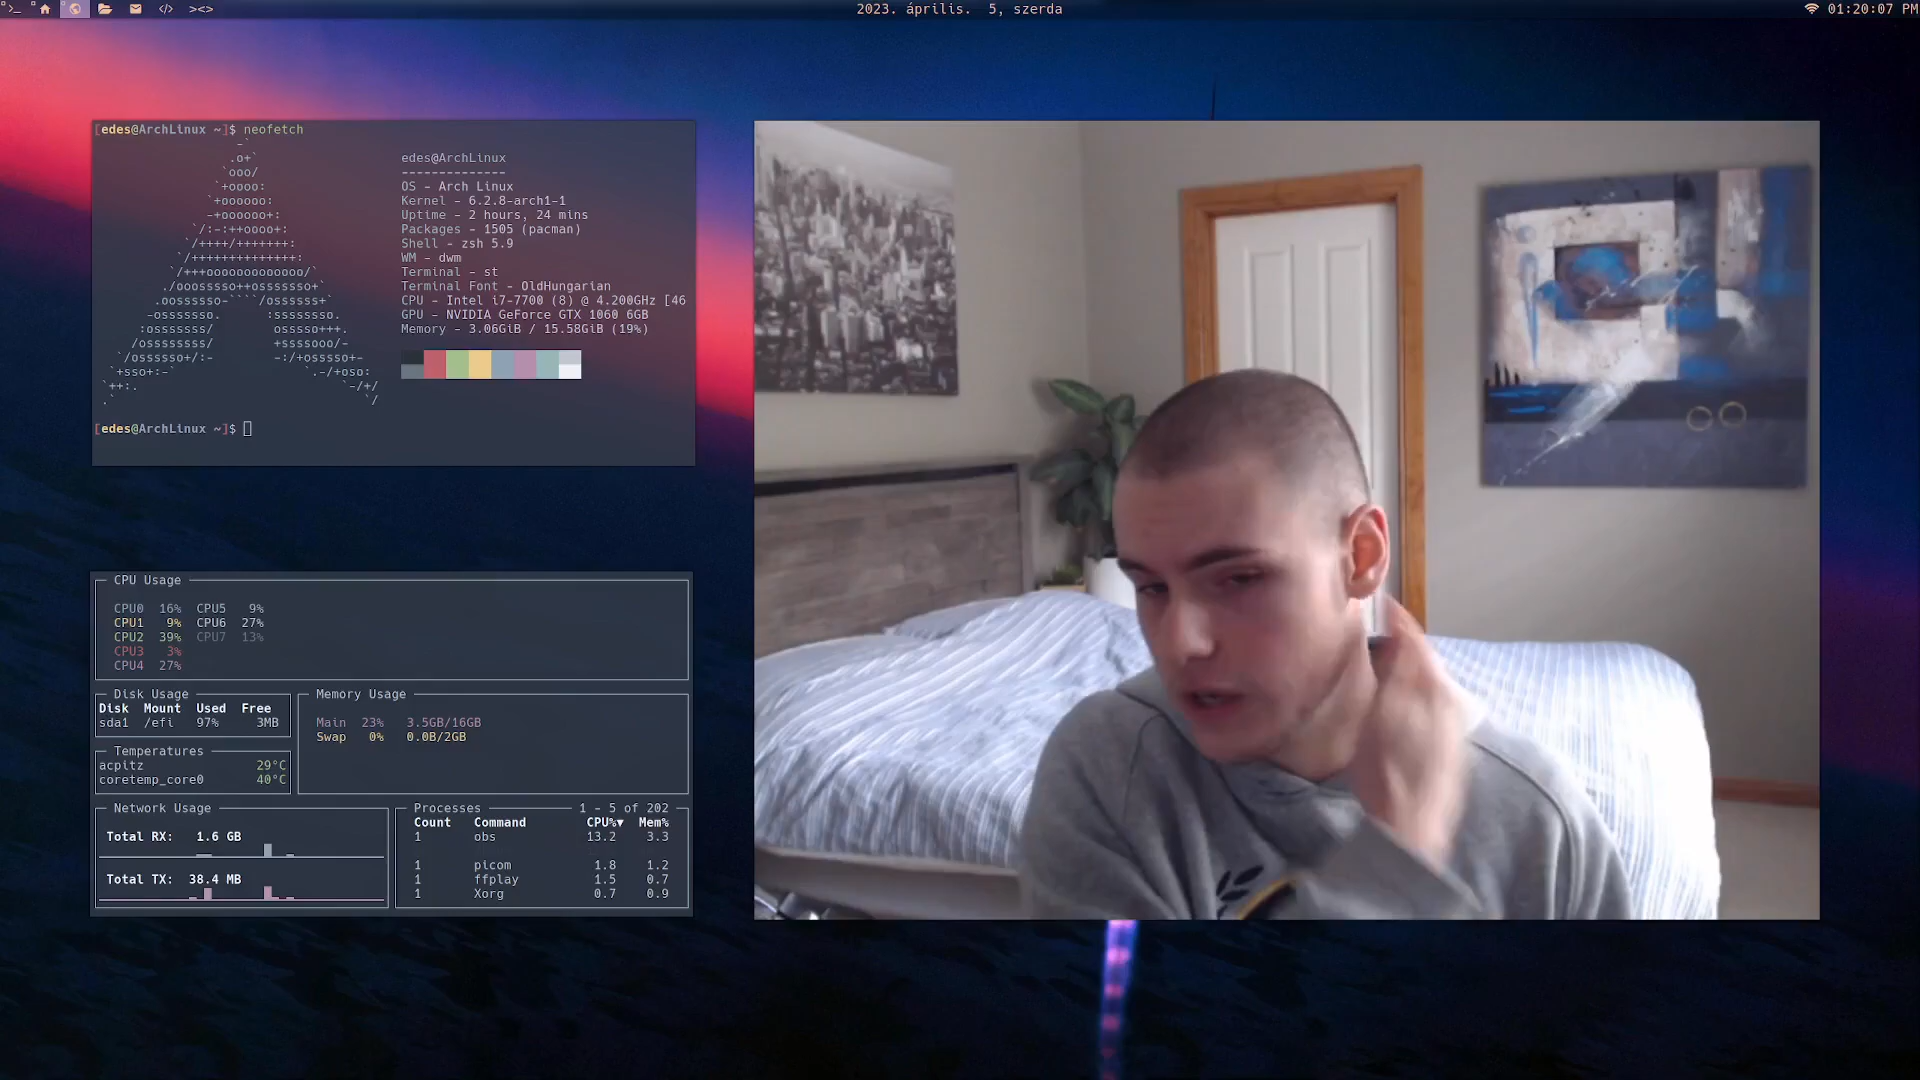 >_ </> ><> 2023. április. 5, szerda 01:20:07 PM
[edes@ArchLinux ~]$ neofetch
edes@ArchLinux
--------------
OS - Arch Linux
Kernel - 6.2.8-arch1-1
Uptime - 2 hours, 24 mins
Packages - 1505 (pacman)
Shell - zsh 5.9
WM - dwm
Terminal - st
Terminal Font - OldHungarian
CPU - Intel i7-7700 (8) @ 4.200GHz [46
GPU - NVIDIA GeForce GTX 1060 6GB
Memory - 3.06GiB / 15.58GiB (19%)
[edes@ArchLinux ~]$
CPU Usage
CPU0 16% CPU5 9%
CPU1 9% CPU6 27%
CPU2 39% CPU7 13%
CPU3 3%
CPU4 27%
Disk Usage
Disk Mount Used Free
sda1 /efi 97% 3MB
Memory Usage
Main 23% 3.5GB/16GB
Swap 0% 0.0B/2GB
Temperatures
acpitz 29°C
coretemp_core0 40°C
Network Usage
Total RX: 1.6 GB
Total TX: 38.4 MB
Processes 1 - 5 of 202
Count Command CPU%▼ Mem%
1 obs 13.2 3.3
1 picom 1.8 1.2
1 ffplay 1.5 0.7
1 Xorg 0.7 0.9